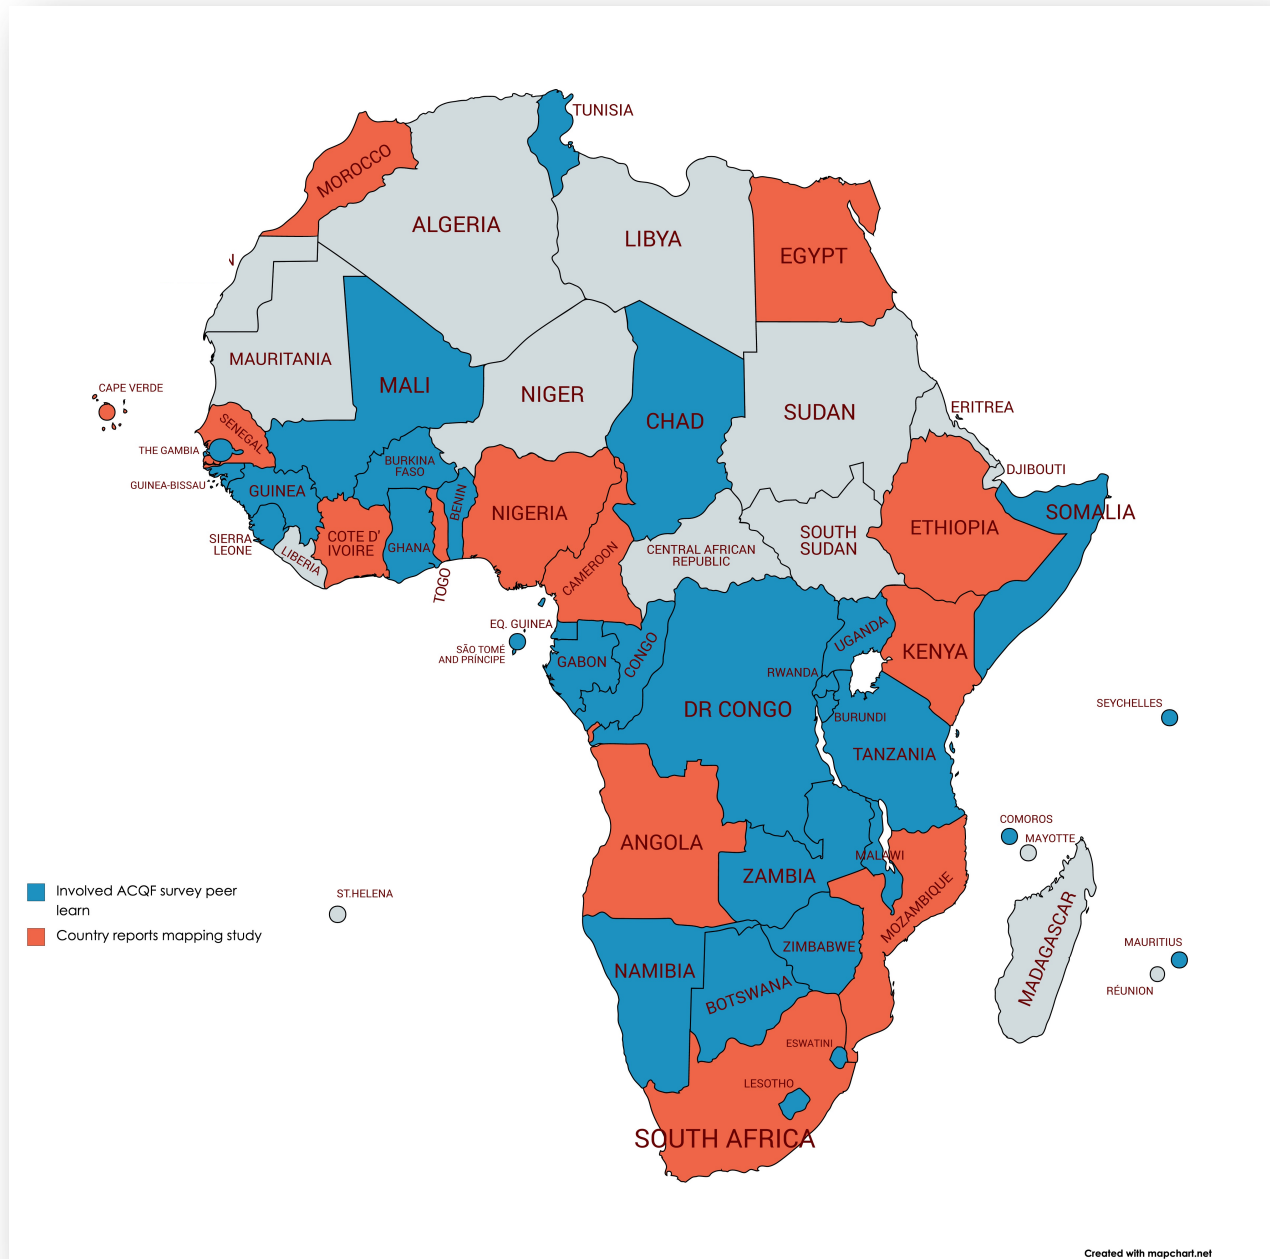 TUNISIA
MOROCCO
ALGERIA
LIBYA
EGYPT
MAURITANIA
MALI
NIGER
CHAD
SUDAN
ERITREA
CAPE VERDE
SENEGAL
THE GAMBIA
GUINEA-BISSAU
GUINEA
BURKINA
FASO
BENIN
NIGERIA
DJIBOUTI
SOMALIA
ETHIOPIA
SOUTH
SUDAN
CENTRAL AFRICAN
REPUBLIC
SIERRA
LEONE
LIBERIA
COTE D'
IVOIRE
GHANA
TOGO
CAMEROON
EQ. GUINEA
SÃO TOMÉ
AND PRÍNCIPE
GABON
CONGO
UGANDA
KENYA
RWANDA
DR CONGO
BURUNDI
TANZANIA
SEYCHELLES
COMOROS
MAYOTTE
ANGOLA
MALAWI
ZAMBIA
MOZAMBIQUE
MADAGASCAR
Involved ACQF survey peer
learn
Country reports mapping study
ST.HELENA
ZIMBABWE
NAMIBIA
BOTSWANA
MAURITIUS
RÉUNION
ESWATINI
LESOTHO
SOUTH AFRICA
Created with mapchart.net